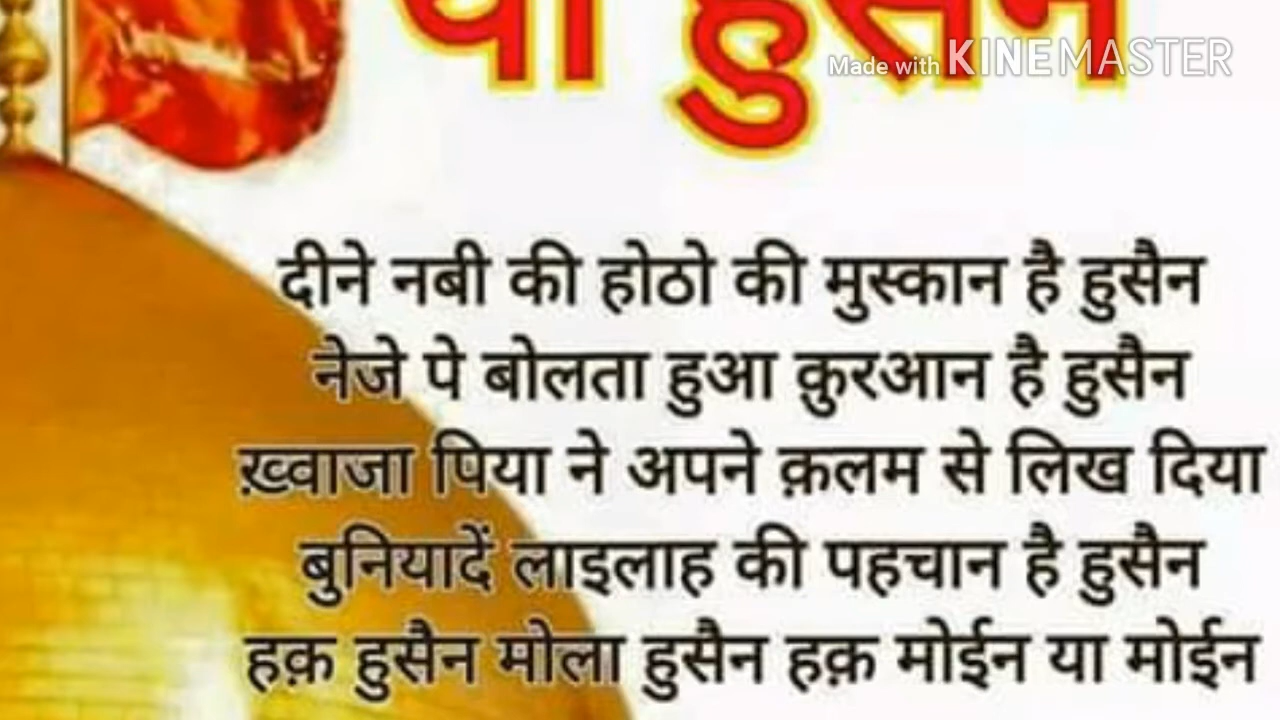 या हुसैन
Made with KINEMASTER
दीने नबी की होठो की मुस्कान है हुसैन
नेजे पे बोलता हुआ क़ुरआन है हुसैन
ख़्वाजा पिया ने अपने क़लम से लिख दिया
बुनियादें लाइलाह की पहचान है हुसैन
हक़ हुसैन मोला हुसैन हक़ मोईन या मोईन